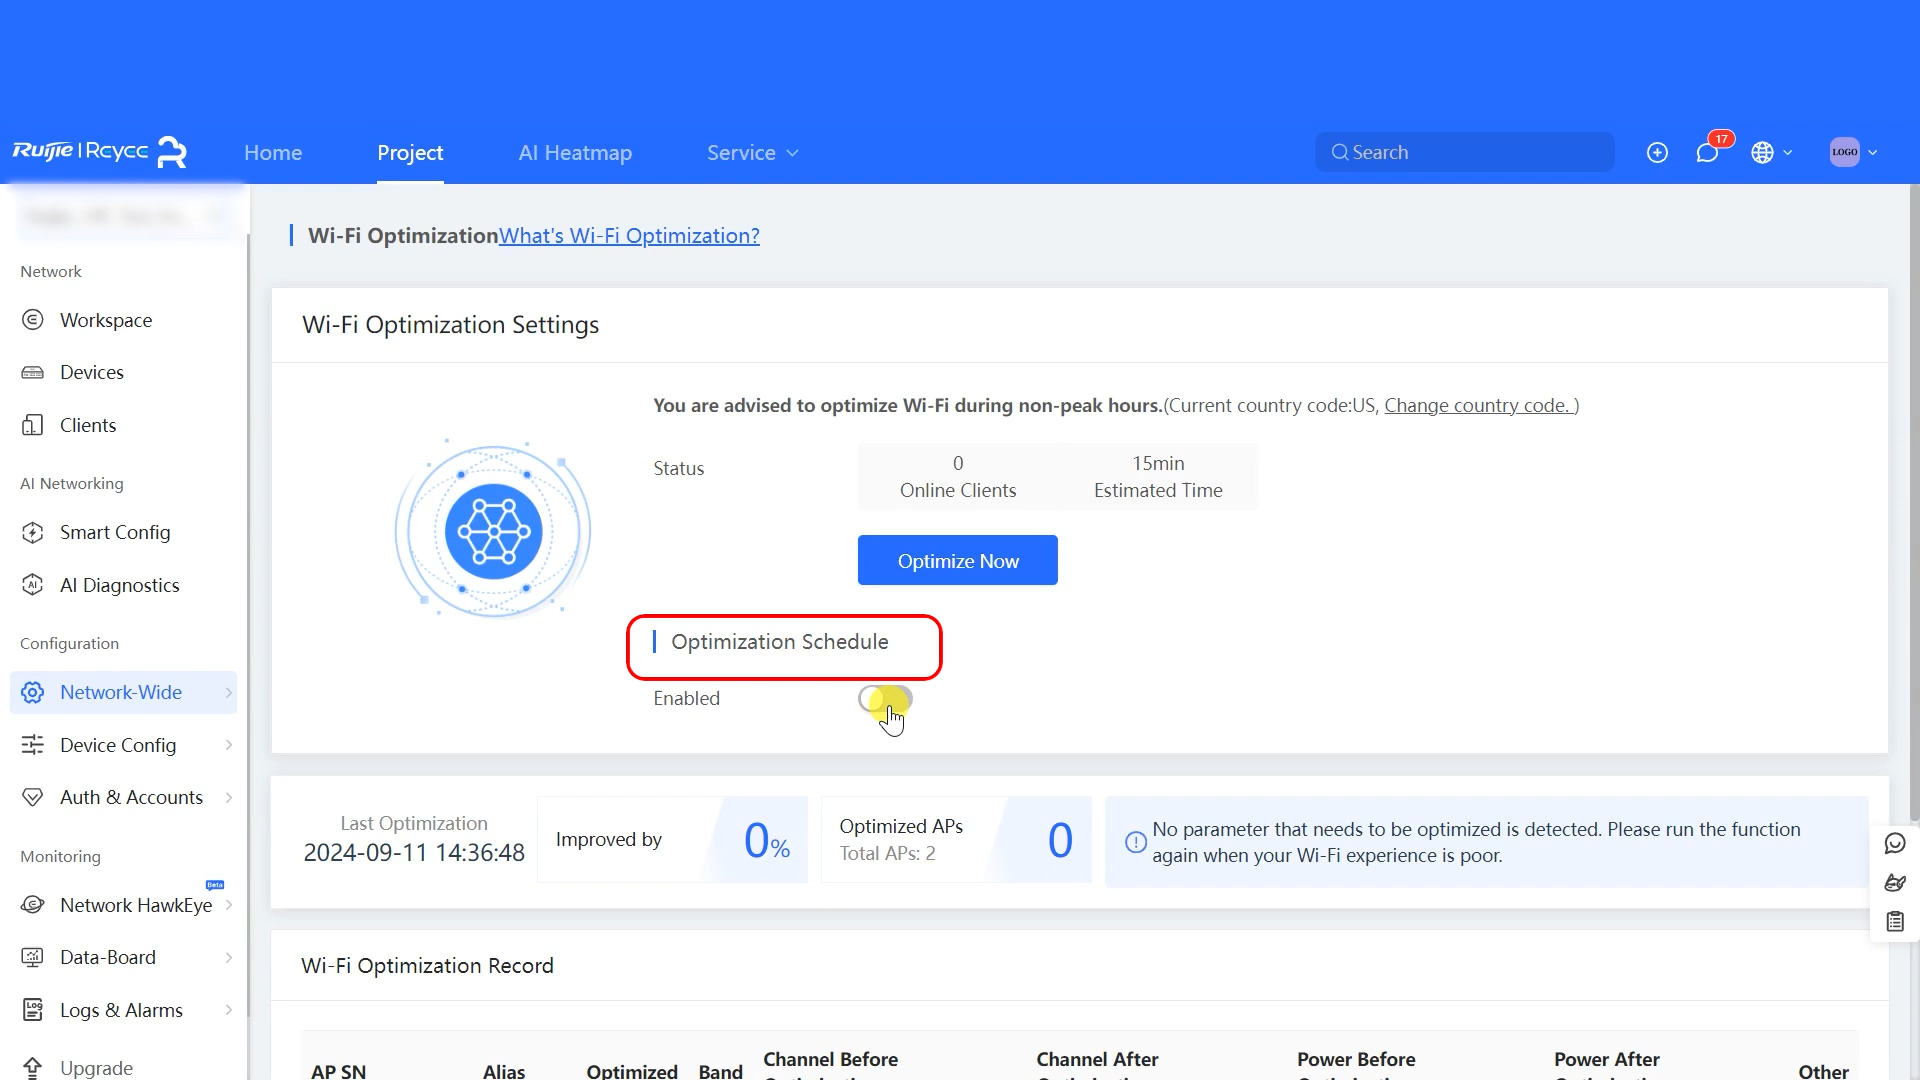 Ruijie | Reyee
Home
Project
AI Heatmap
Service
Search
17
LOGO
Wi-Fi Optimization What's Wi-Fi Optimization?
Network
Workspace
Devices
Clients
AI Networking
Smart Config
AI Diagnostics
Configuration
Network-Wide
Device Config
Auth & Accounts
Monitoring
Beta
Network HawkEye
Data-Board
Logs & Alarms
Upgrade
Wi-Fi Optimization Settings
You are advised to optimize Wi-Fi during non-peak hours.(Current country code:US, Change country code. )
Status
0
Online Clients
15min
Estimated Time
Optimize Now
Optimization Schedule
Enabled
Last Optimization
2024-09-11 14:36:48
Improved by
0%
Optimized APs
Total APs: 2
0
No parameter that needs to be optimized is detected. Please run the function
again when your Wi-Fi experience is poor.
Wi-Fi Optimization Record
AP SN
Alias
Optimized
Band
Channel Before
Channel After
Power Before
Power After
Other